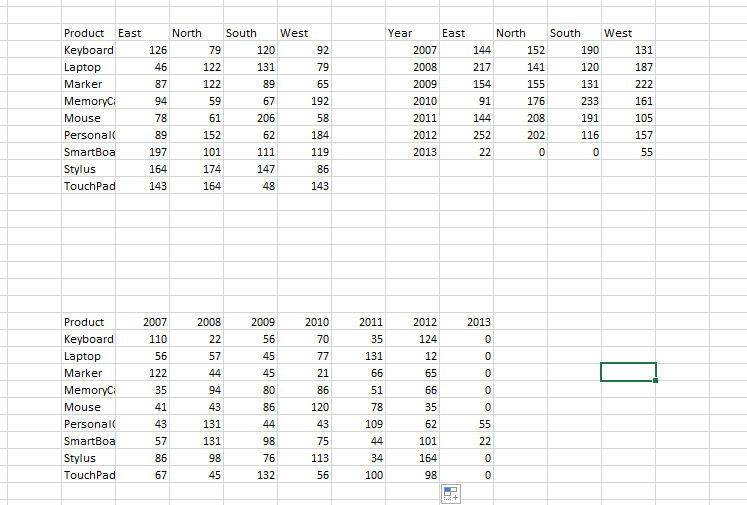 Product East North South West Year East North South West
Keyboard 126 79 120 92 2007 144 152 190 131
Laptop 46 122 131 79 2008 217 141 120 187
Marker 87 122 89 65 2009 154 155 131 222
MemoryC 94 59 67 192 2010 91 176 233 161
Mouse 78 61 206 58 2011 144 208 191 105
Personal 89 152 62 184 2012 252 202 116 157
SmartBoa 197 101 111 119 2013 22 0 0 55
Stylus 164 174 147 86
TouchPad 143 164 48 143
Product 2007 2008 2009 2010 2011 2012 2013
Keyboard 110 22 56 70 35 124 0
Laptop 56 57 45 77 131 12 0
Marker 122 44 45 21 66 65 0
MemoryC 35 94 80 86 51 66 0
Mouse 41 43 86 120 78 35 0
Personal 43 131 44 43 109 62 55
SmartBoa 57 131 98 75 44 101 22
Stylus 86 98 76 113 34 164 0
TouchPad 67 45 132 56 100 98 0